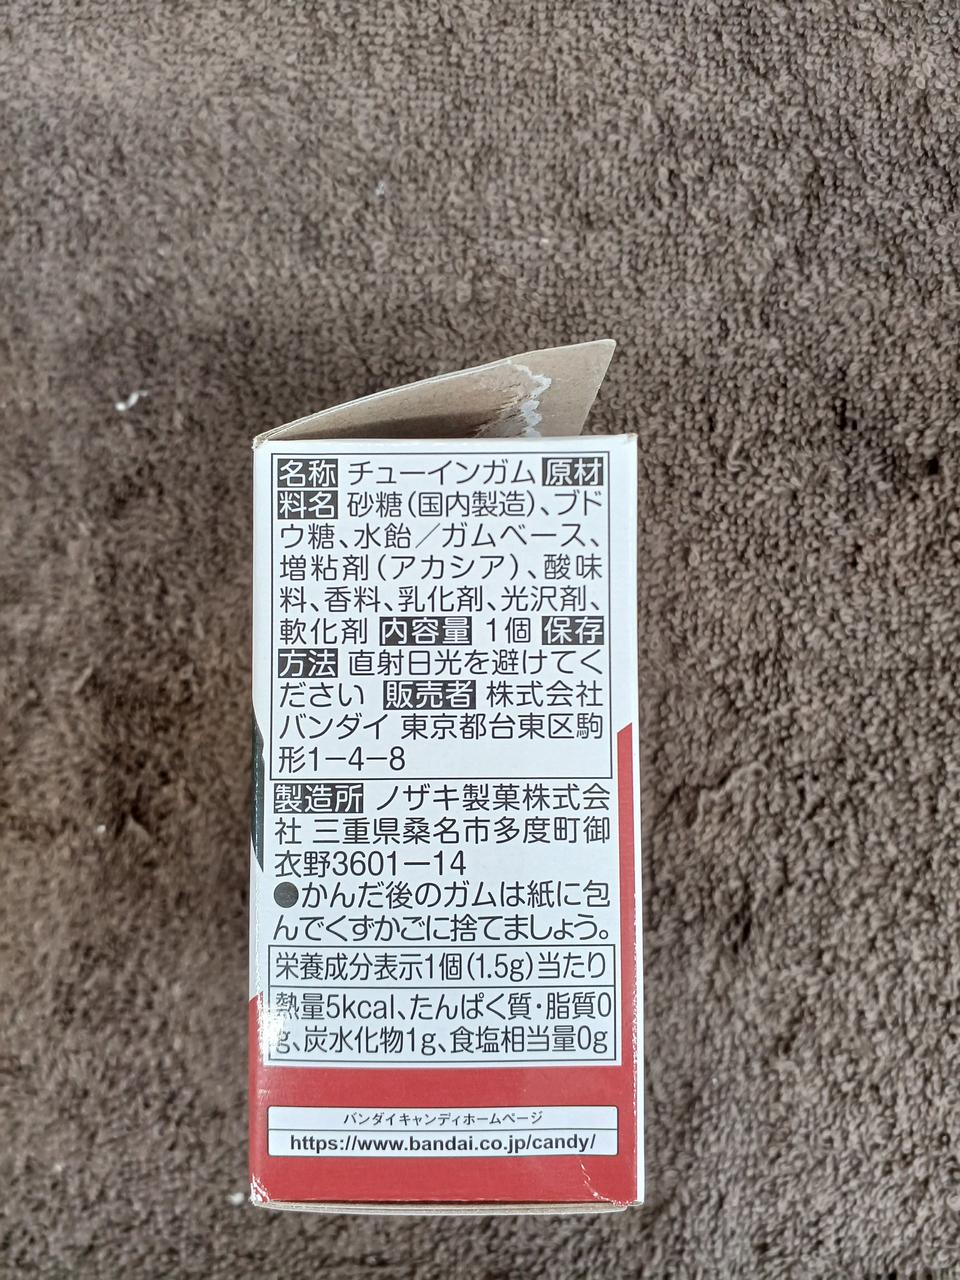 名称 チューインガム 原材
料名 砂糖(国内製造)、ブド
ウ糖、水飴／ガムベース、
増粘剤(アカシア)、酸味
料、香料、乳化剤、光沢剤、
軟化剤 内容量 1個 保存
方法 直射日光を避けてく
ださい 販売者 株式会社
バンダイ 東京都台東区駒
形1－4－8
製造所 ノザキ製菓株式会
社 三重県桑名市多度町御
衣野3601－14
●かんだ後のガムは紙に包
んでくずかごに捨てましょう。
栄養成分表示1個(1.5g)当たり
熱量5kcal、たんぱく質・脂質0
g、炭水化物1g、食塩相当量0g
バンダイキャンディホームページ
https://www.bandai.co.jp/candy/